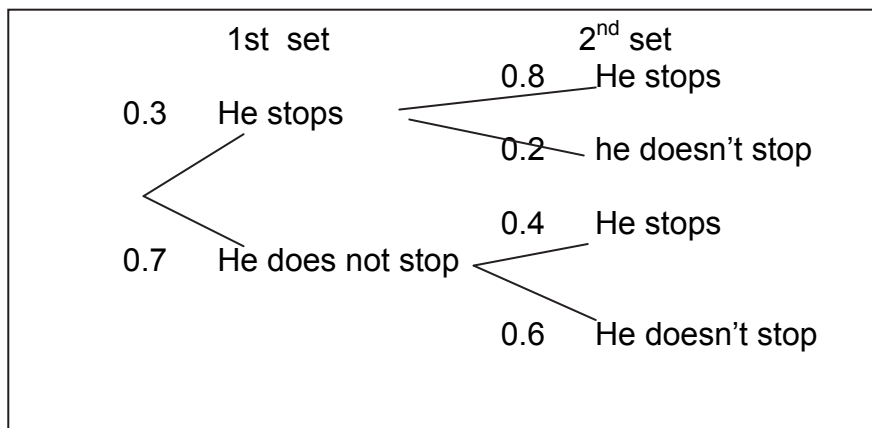 1st set 2nd set
0.8 He stops
0.3 He stops
0.2 he doesn't stop
0.4 He stops
0.7 He does not stop
0.6 He doesn't stop